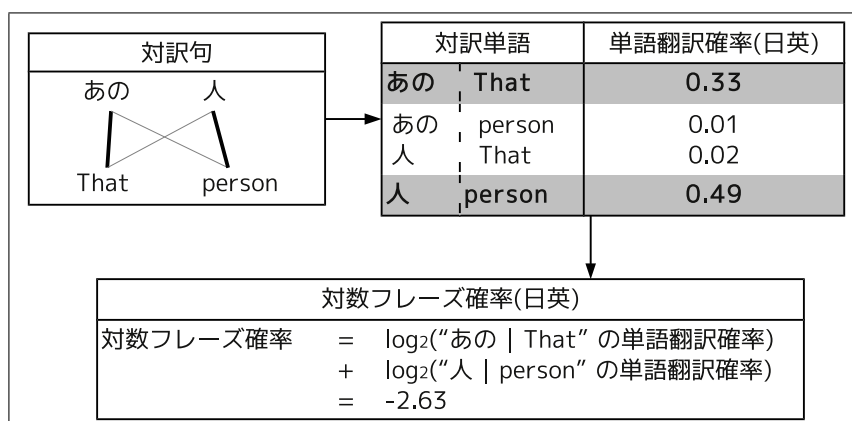 対訳句
あの 人
That person
対訳単語 単語翻訳確率(日英)
あの That 0.33
あの person 0.01
人 That 0.02
人 person 0.49
対数フレーズ確率(日英)
対数フレーズ確率 = log₂(“あの | That” の単語翻訳確率)
+ log₂(“人 | person” の単語翻訳確率)
= -2.63